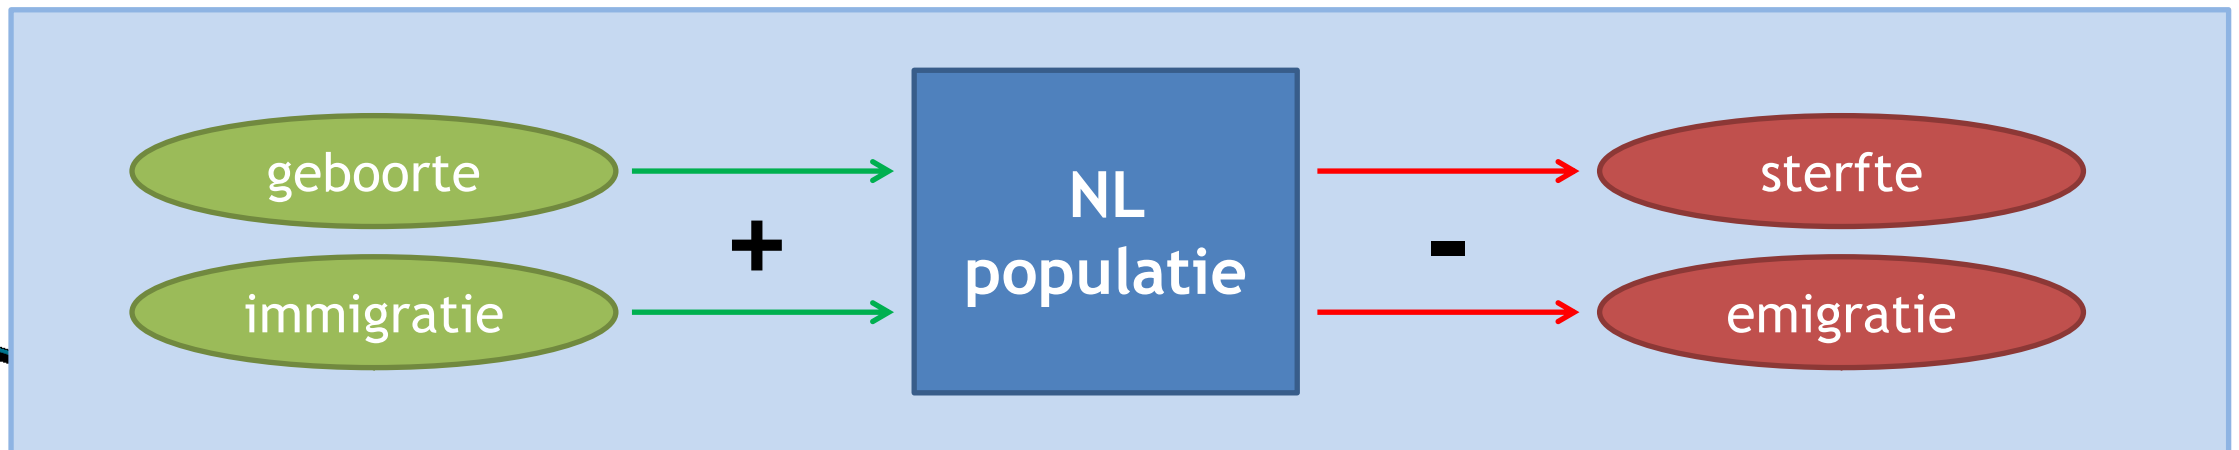 geboorte
immigratie
+
NL
populatie
-
sterfte
emigratie